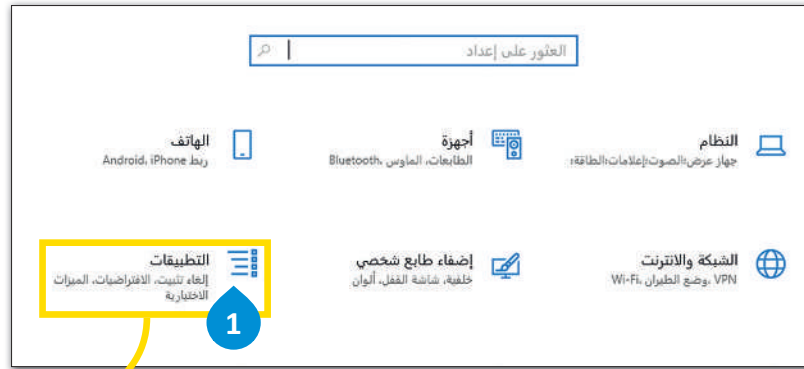 العثور على إعداد
النظام
جهاز عرض،الصوت،إعلامات،الطاقة؛
أجهزة
الطابعات، الماوس ،Bluetooth
الهاتف
ربط Android، iPhone
الشبكة والانترنت
VPN ،وضع الطيران ،Wi-Fi
إضفاء طابع شخصي
خلفية، شاشة القفل، ألوان
التطبيقات
إلغاء تثبيت، الافتراضيات، الميزات
الاختيارية
1